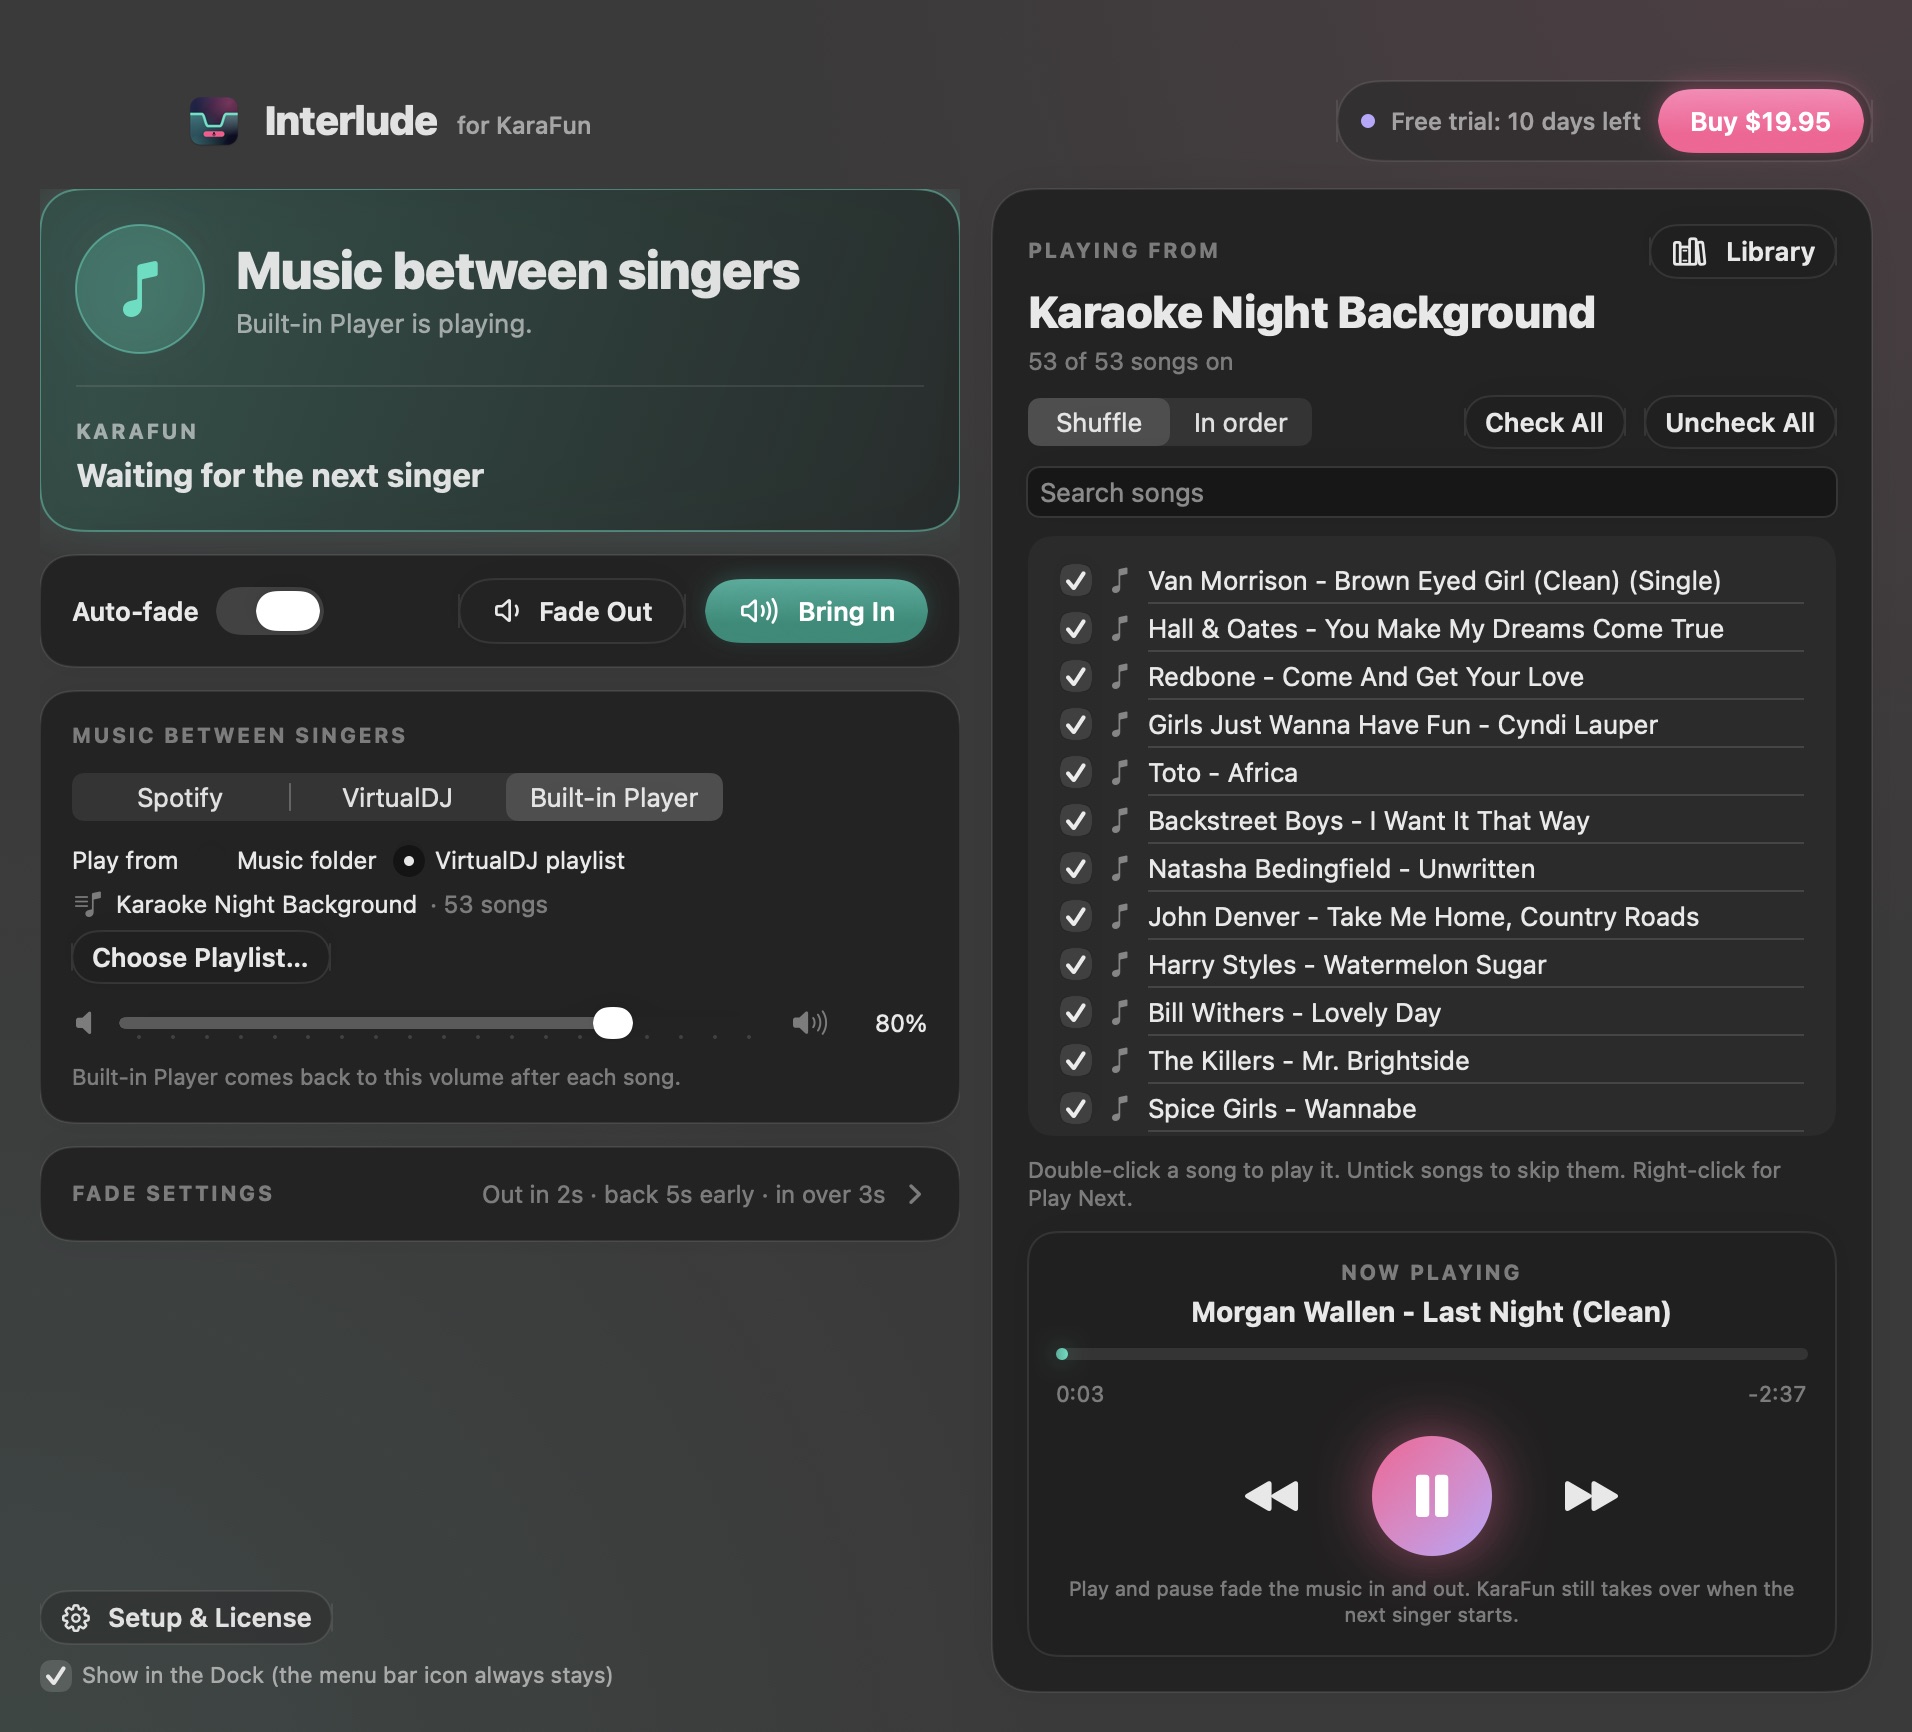 Interlude for KaraFun
Free trial: 10 days left
Buy $19.95
Music between singers
Built-in Player is playing.
KARAFUN
Waiting for the next singer
Auto-fade
Fade Out
Bring In
MUSIC BETWEEN SINGERS
Spotify
VirtualDJ
Built-in Player
Play from
Music folder
VirtualDJ playlist
Karaoke Night Background · 53 songs
Choose Playlist...
80%
Built-in Player comes back to this volume after each song.
FADE SETTINGS
Out in 2s · back 5s early · in over 3s
Setup & License
Show in the Dock (the menu bar icon always stays)
PLAYING FROM
Library
Karaoke Night Background
53 of 53 songs on
Shuffle
In order
Check All
Uncheck All
Search songs
Van Morrison - Brown Eyed Girl (Clean) (Single)
Hall & Oates - You Make My Dreams Come True
Redbone - Come And Get Your Love
Girls Just Wanna Have Fun - Cyndi Lauper
Toto - Africa
Backstreet Boys - I Want It That Way
Natasha Bedingfield - Unwritten
John Denver - Take Me Home, Country Roads
Harry Styles - Watermelon Sugar
Bill Withers - Lovely Day
The Killers - Mr. Brightside
Spice Girls - Wannabe
Double-click a song to play it. Untick songs to skip them. Right-click for
Play Next.
NOW PLAYING
Morgan Wallen - Last Night (Clean)
0:03
-2:37
Play and pause fade the music in and out. KaraFun still takes over when the
next singer starts.